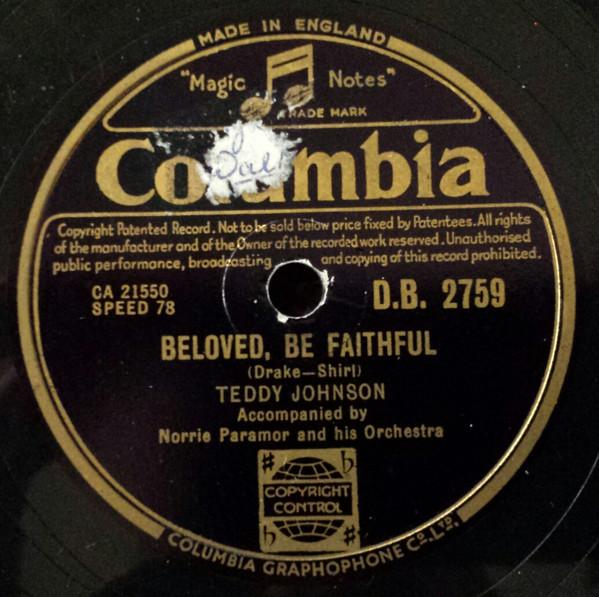 MADE IN ENGLAND
"Magic Notes"
TRADE MARK
Columbia
Copyright Patented Record. Not to be sold below price fixed by Patentees. All rights
of the manufacturer and of the Owner of the recorded work reserved. Unauthorised
public performance, broadcasting and copying of this record prohibited.
CA 21550
SPEED 78
D.B. 2759
BELOVED, BE FAITHFUL
(Drake—Shirl)
TEDDY JOHNSON
Accompanied by
Norrie Paramor and his Orchestra
COPYRIGHT
CONTROL
COLUMBIA GRAPHOPHONE Co. LTD.